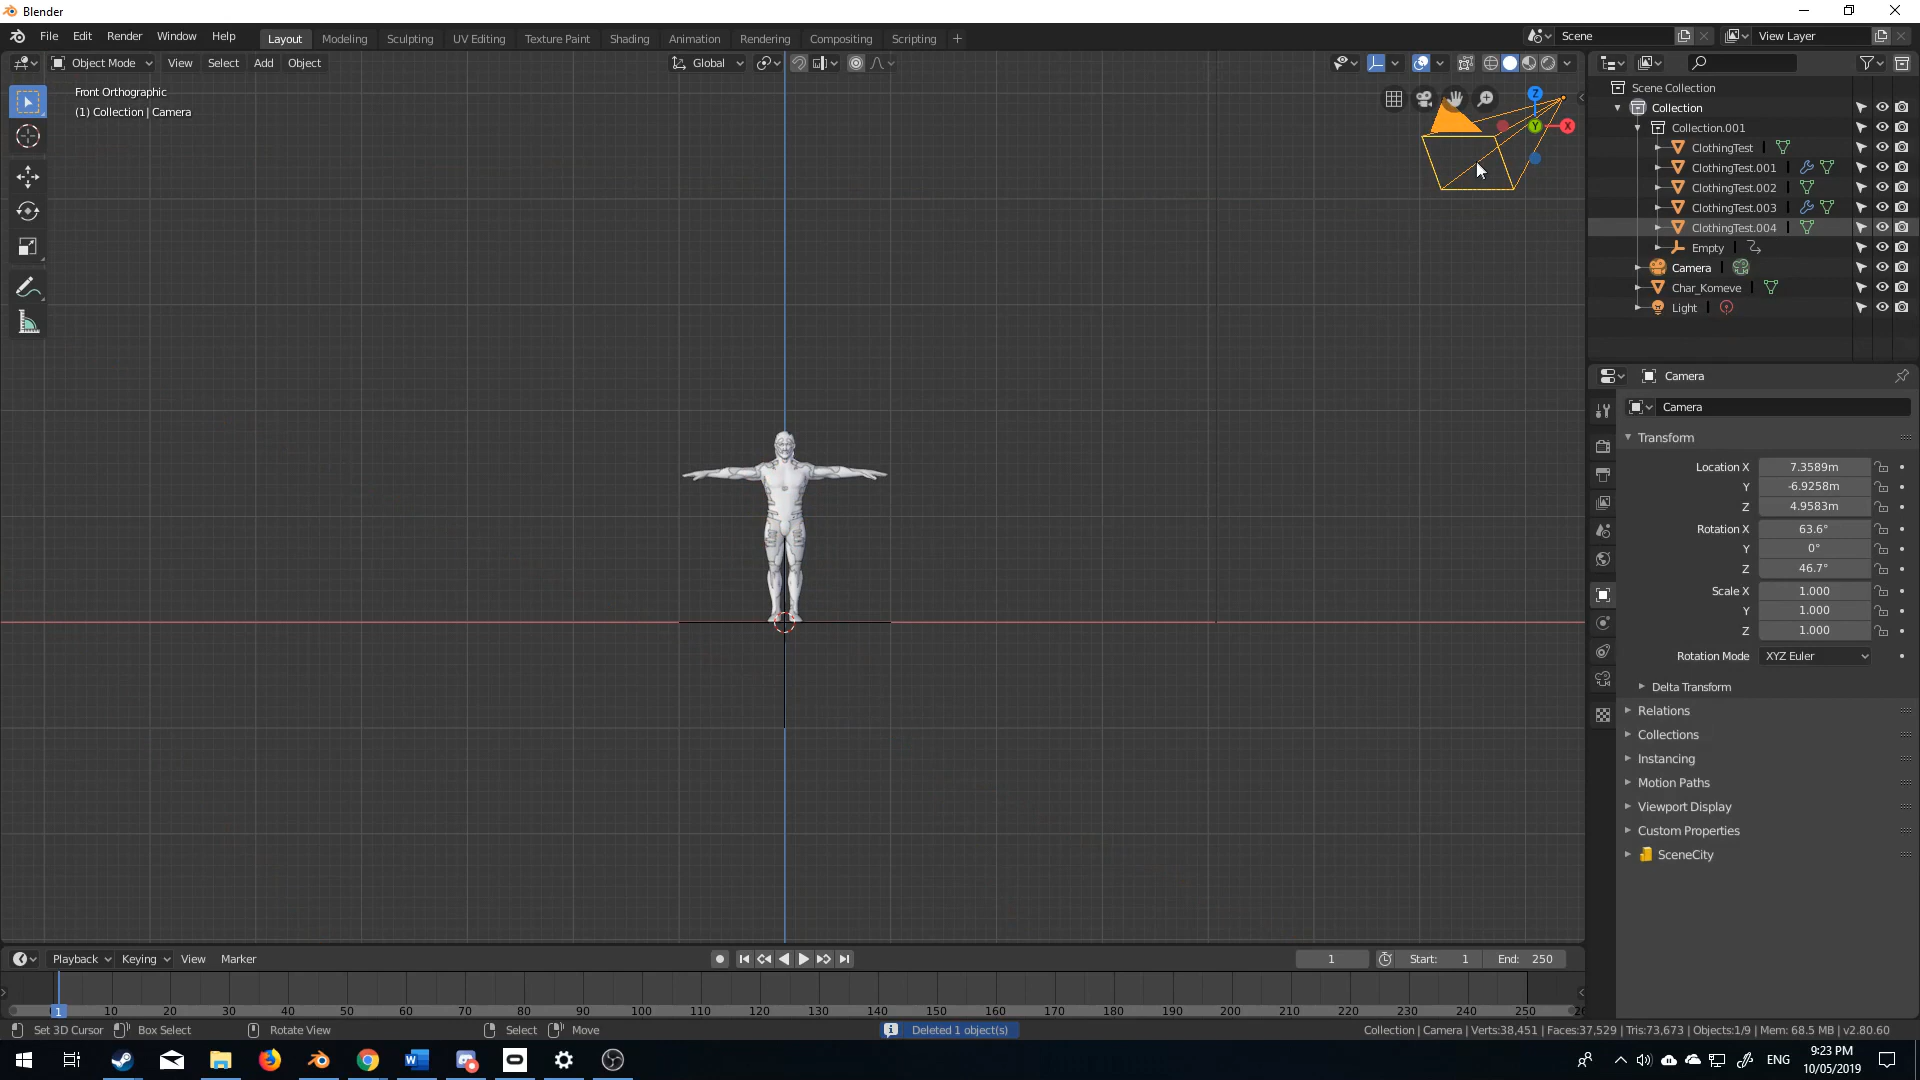 Blender
File Edit Render Window Help
Layout Modeling Sculpting UV Editing Texture Paint Shading Animation Rendering Compositing Scripting +
Scene
View Layer
Object Mode View Select Add Object
Global
Front Orthographic
(1) Collection | Camera
Z
Y
X
Scene Collection
Collection
Collection.001
ClothingTest
ClothingTest.001
ClothingTest.002
ClothingTest.003
ClothingTest.004
Empty
Camera
Char_Komeve
Light
Camera
Camera
Transform
Location X 7.3589m
Y -6.9258m
Z 4.9583m
Rotation X 63.6°
Y 0°
Z 46.7°
Scale X 1.000
Y 1.000
Z 1.000
Rotation Mode XYZ Euler
Delta Transform
Relations
Collections
Instancing
Motion Paths
Viewport Display
Custom Properties
SceneCity
Playback Keying View Marker
1
Start: 1 End: 250
1 10 20 30 40 50 60 70 80 90 100 110 120 130 140 150 160 170 180 190 200 210 220 230 240 250
Set 3D Cursor Box Select Rotate View Select Move
Deleted 1 object(s)
Collection | Camera | Verts:38,451 | Faces:37,529 | Tris:73,673 | Objects:1/9 | Mem: 68.5 MB | v2.80.60
ENG
9:23 PM
10/05/2019